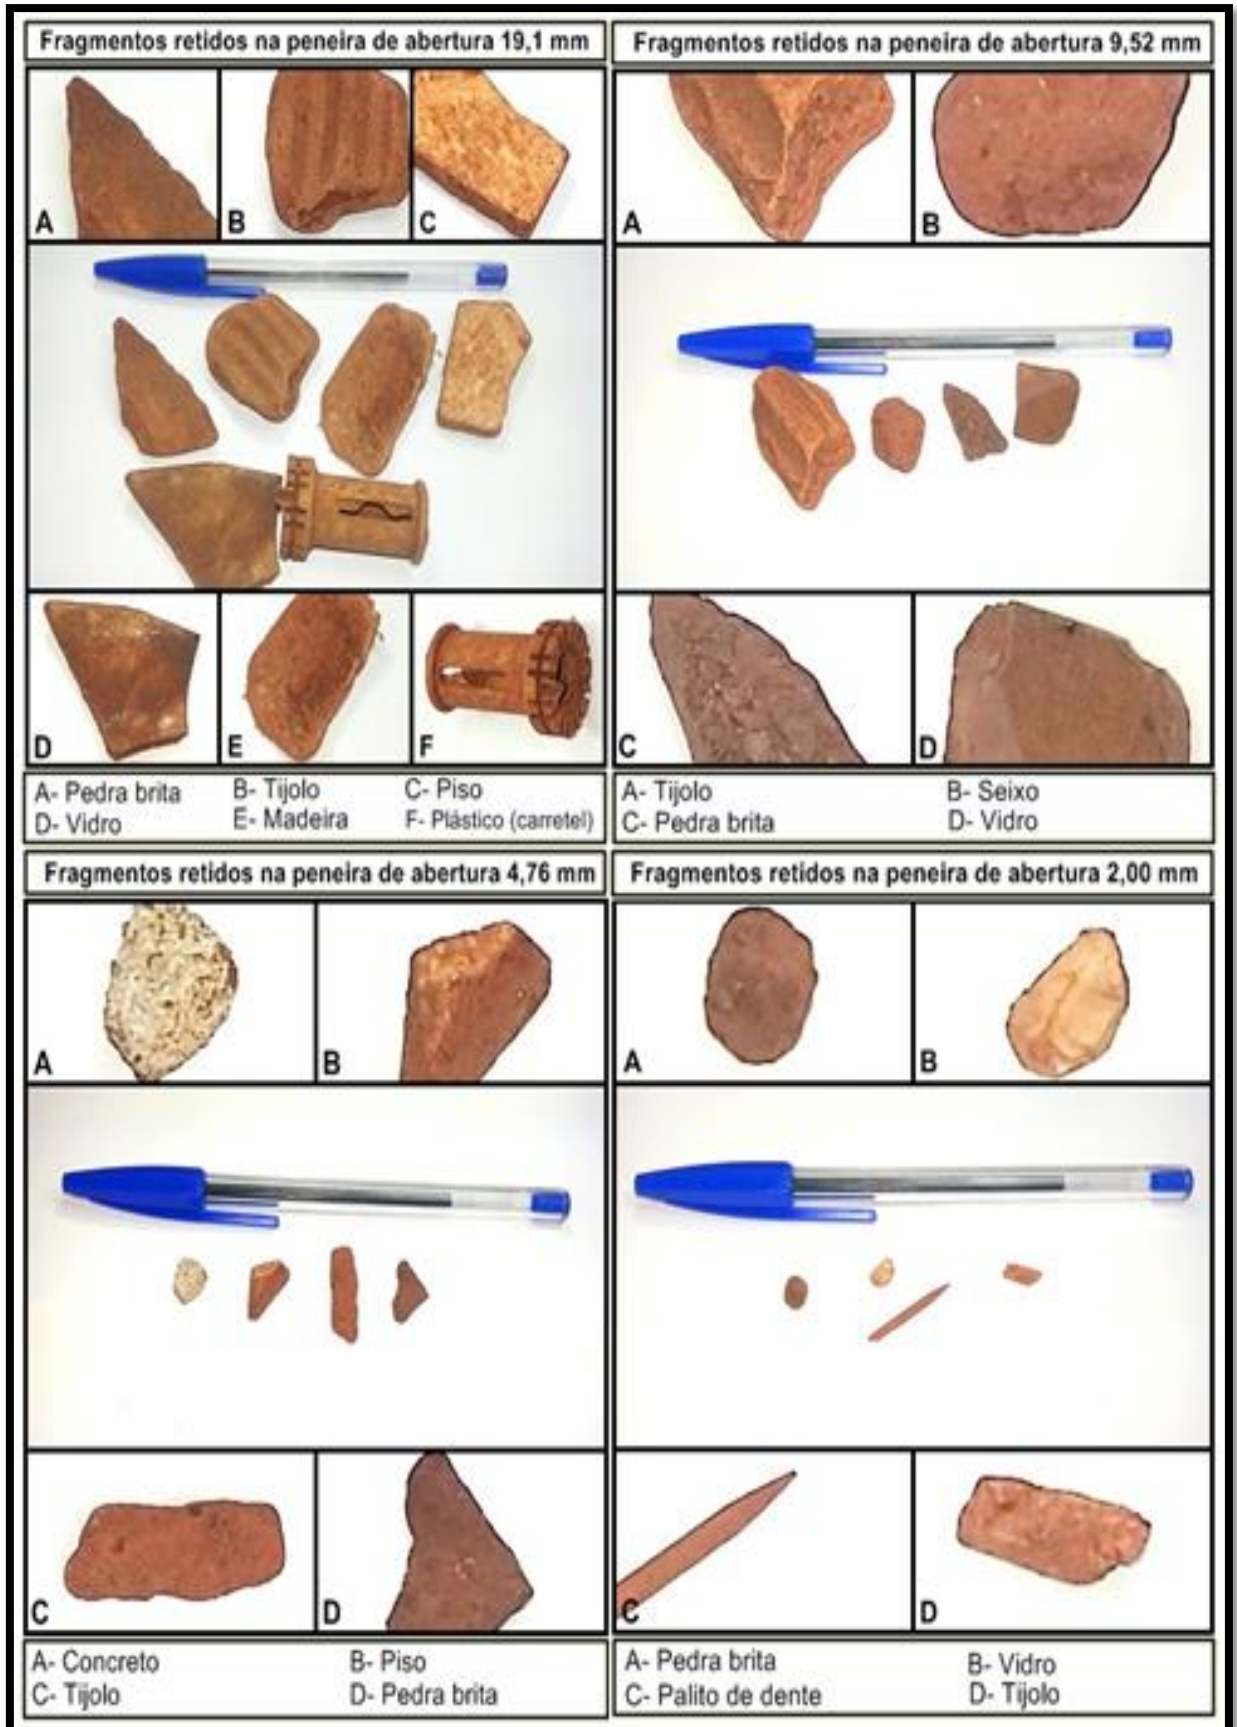 Fragmentos retidos na peneira de abertura 19,1 mm
A
B
C
D
E
F
A- Pedra brita B- Tijolo C- Piso
D- Vidro E- Madeira F- Plástico (carretel)
Fragmentos retidos na peneira de abertura 9,52 mm
A
B
C
D
A- Tijolo B- Seixo
C- Pedra brita D- Vidro
Fragmentos retidos na peneira de abertura 4,76 mm
A
B
C
D
A- Concreto B- Piso
C- Tijolo D- Pedra brita
Fragmentos retidos na peneira de abertura 2,00 mm
A
B
C
D
A- Pedra brita B- Vidro
C- Palito de dente D- Tijolo